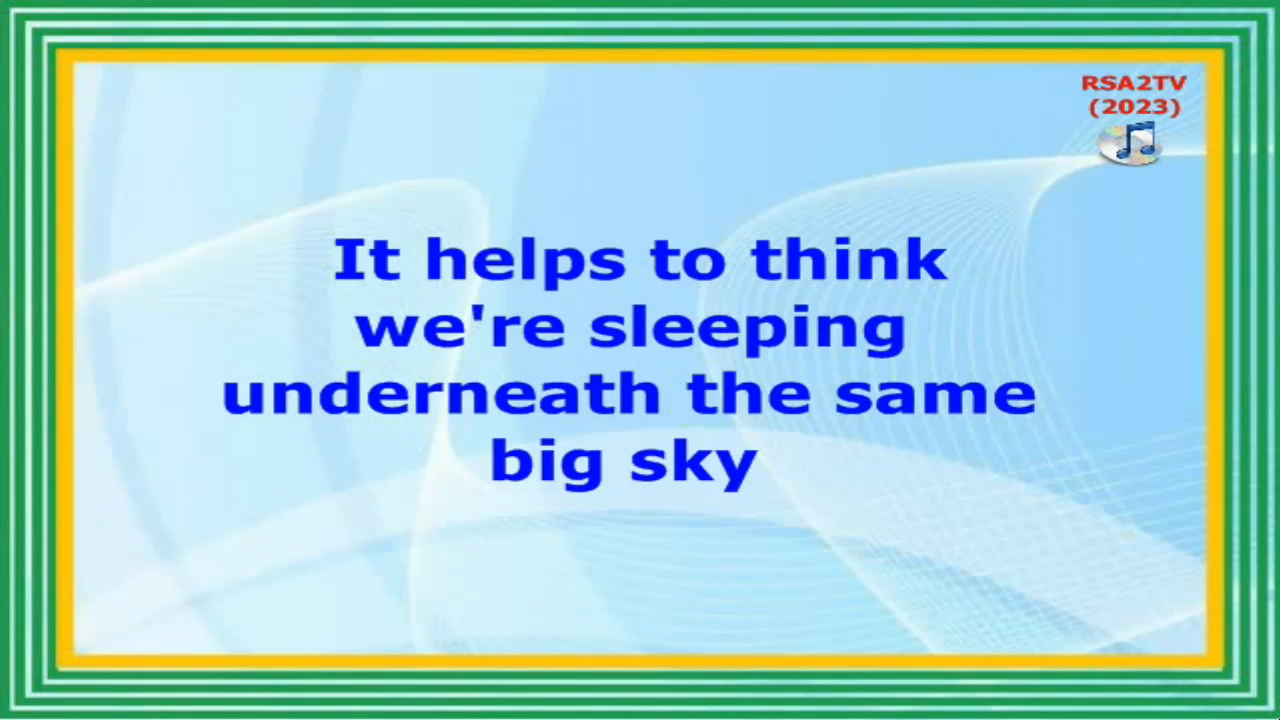 RSA2TV
(2023)
It helps to think
we're sleeping
underneath the same
big sky